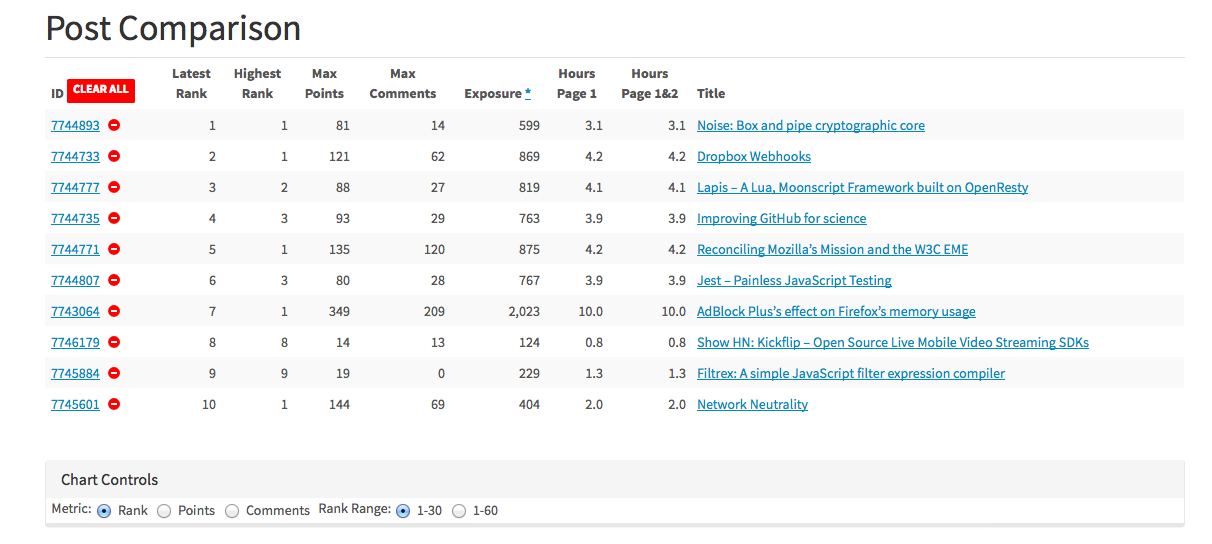 Post Comparison
ID CLEAR ALL Latest Rank Highest Rank Max Points Max Comments Exposure * Hours Page 1 Hours Page 1&2 Title
7744893 1 1 81 14 599 3.1 3.1 Noise: Box and pipe cryptographic core
7744733 2 1 121 62 869 4.2 4.2 Dropbox Webhooks
7744777 3 2 88 27 819 4.1 4.1 Lapis – A Lua, Moonscript Framework built on OpenResty
7744735 4 3 93 29 763 3.9 3.9 Improving GitHub for science
7744771 5 1 135 120 875 4.2 4.2 Reconciling Mozilla’s Mission and the W3C EME
7744807 6 3 80 28 767 3.9 3.9 Jest – Painless JavaScript Testing
7743064 7 1 349 209 2,023 10.0 10.0 AdBlock Plus’s effect on Firefox’s memory usage
7746179 8 8 14 13 124 0.8 0.8 Show HN: Kickflip – Open Source Live Mobile Video Streaming SDKs
7745884 9 9 19 0 229 1.3 1.3 Filtrex: A simple JavaScript filter expression compiler
7745601 10 1 144 69 404 2.0 2.0 Network Neutrality
Chart Controls
Metric: Rank Points Comments Rank Range: 1-30 1-60